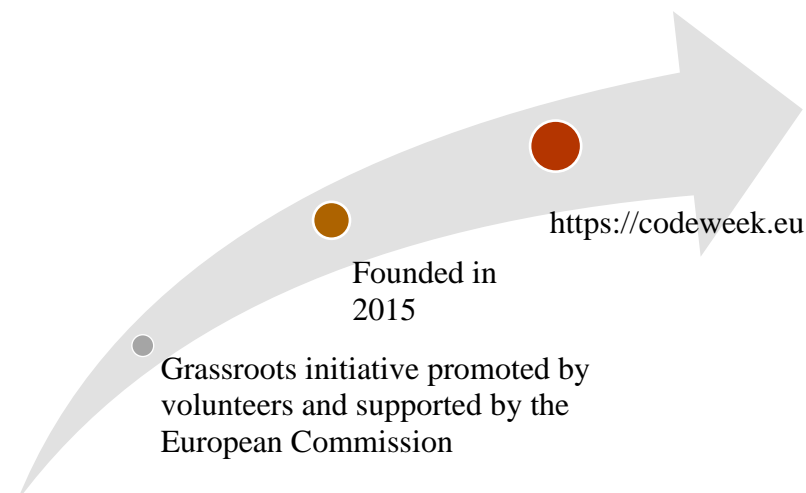 https://codeweek.eu
Founded in
2015
Grassroots initiative promoted by
volunteers and supported by the
European Commission